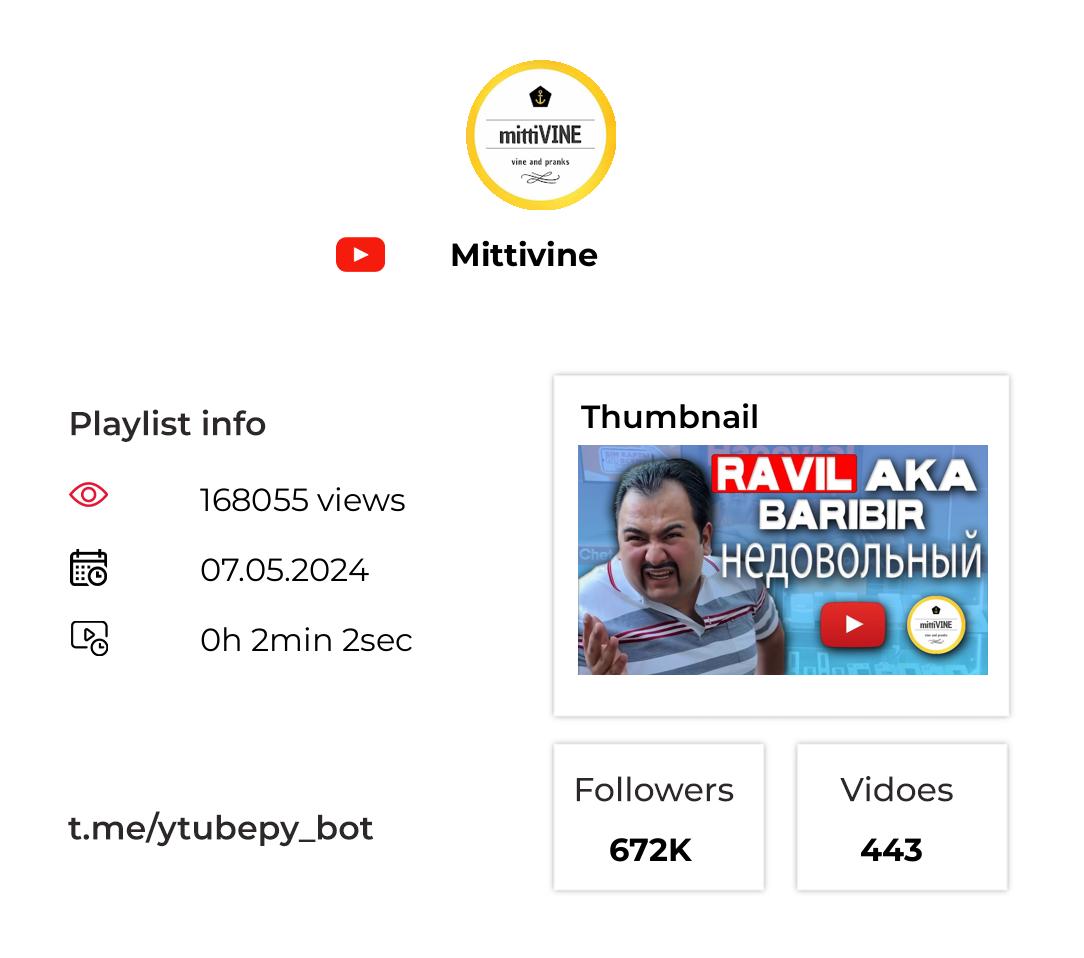 mittiVINE
vine and pranks
Mittivine
Playlist info
168055 views
07.05.2024
0h 2min 2sec
t.me/ytubepy_bot
Thumbnail
RAVIL AKA
BARIBIR
недовольный
mittiVINE
vine and pranks
Followers
672K
Vidoes
443